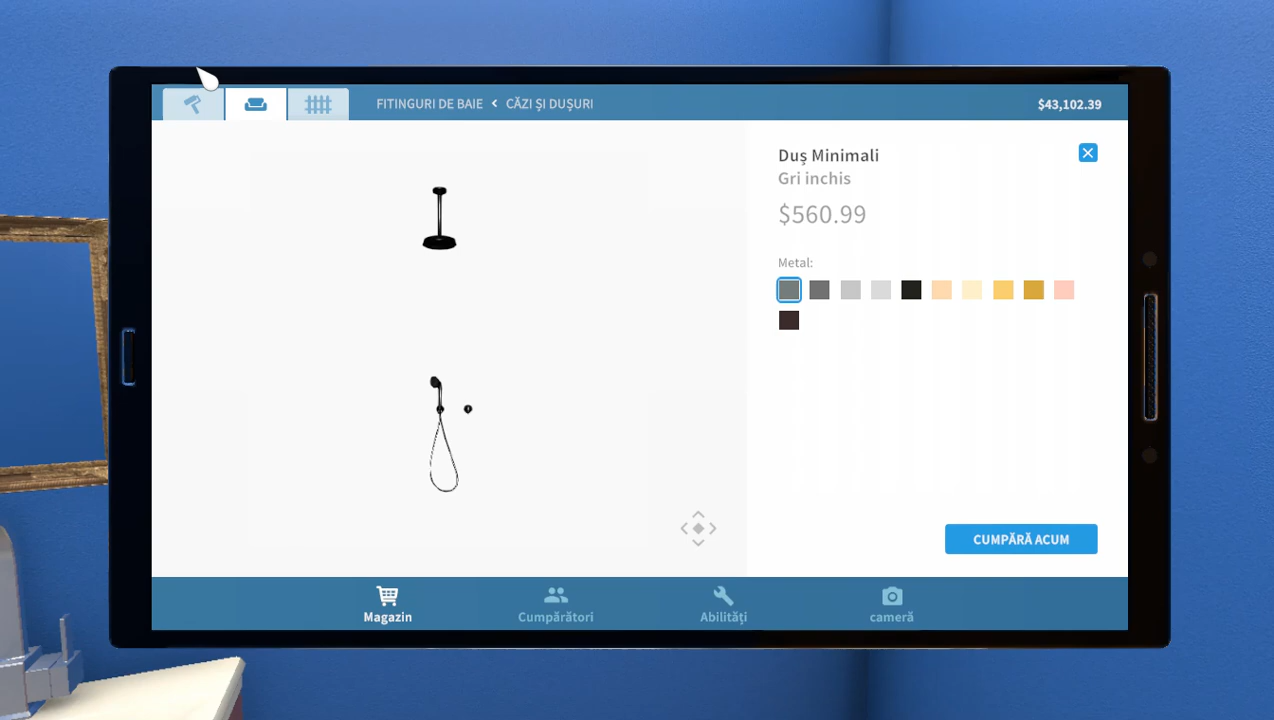 FITINGURI DE BAIE < CĂZI ȘI DUȘURI
$43,102.39
Duș Minimali
Gri inchis
$560.99
Metal:
CUMPĂRĂ ACUM
Magazin
Cumpărători
Abilități
cameră